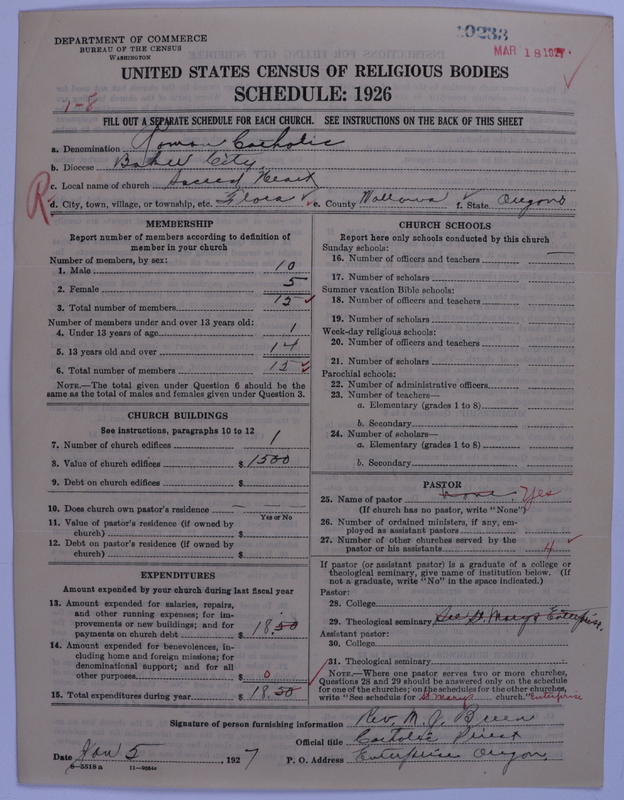 DEPARTMENT OF COMMERCE
BUREAU OF THE CENSUS
WASHINGTON
10233
MAR 18 1927
UNITED STATES CENSUS OF RELIGIOUS BODIES
SCHEDULE: 1926
1-8
FILL OUT A SEPARATE SCHEDULE FOR EACH CHURCH. SEE INSTRUCTIONS ON THE BACK OF THIS SHEET
a. Denomination Roman Catholic
b. Diocese Baker City
c. Local name of church Sacred Heart
R
d. City, town, village, or township, etc. Flora e. County Wallowa f. State Oregon
MEMBERSHIP
Report number of members according to definition of
member in your church
Number of members, by sex:
1. Male 10
2. Female 5
3. Total number of members 15
Number of members under and over 13 years old:
4. Under 13 years of age 1
5. 13 years old and over 14
6. Total number of members 15
NOTE.—The total given under Question 6 should be the
same as the total of males and females given under Question 3.
CHURCH BUILDINGS
See instructions, paragraphs 10 to 12
7. Number of church edifices 1
8. Value of church edifices $ 1500
9. Debt on church edifices $
10. Does church own pastor's residence —
Yes or No
11. Value of pastor's residence (if owned by
church) $
12. Debt on pastor's residence (if owned by
church) $
EXPENDITURES
Amount expended by your church during last fiscal year
13. Amount expended for salaries, repairs,
and other running expenses; for im-
provements or new buildings; and for
payments on church debt $ 18.50
14. Amount expended for benevolences, in-
cluding home and foreign missions; for
denominational support; and for all
other purposes $ 0
15. Total expenditures during year $ 18.50
CHURCH SCHOOLS
Report here only schools conducted by this church
Sunday schools:
16. Number of officers and teachers —
17. Number of scholars
Summer vacation Bible schools:
18. Number of officers and teachers
19. Number of scholars
Week-day religious schools:
20. Number of officers and teachers
21. Number of scholars
Parochial schools:
22. Number of administrative officers
23. Number of teachers—
a. Elementary (grades 1 to 8)
b. Secondary
24. Number of scholars—
a. Elementary (grades 1 to 8)
b. Secondary
PASTOR
25. Name of pastor none. Yes
(If church has no pastor, write "None")
26. Number of ordained ministers, if any, em-
ployed as assistant pastors
27. Number of other churches served by the
pastor or his assistants 4
If pastor (or assistant pastor) is a graduate of a college or
theological seminary, give name of institution below. (If
not a graduate, write "No" in the space indicated.)
Pastor:
28. College
29. Theological seminary See St. Marys Enterprise.
Assistant pastor:
30. College
31. Theological seminary
NOTE.—Where one pastor serves two or more churches,
Questions 28 and 29 should be answered only on the schedule
for one of the churches; on the schedules for the other churches,
write "See schedule for St. Marys church." Enterprise
Signature of person furnishing information Rev. M. J. Breen
Official title Catholic Priest
Date Jan 5, 1927 P. O. Address Enterprise Oregon,
8-5518 a